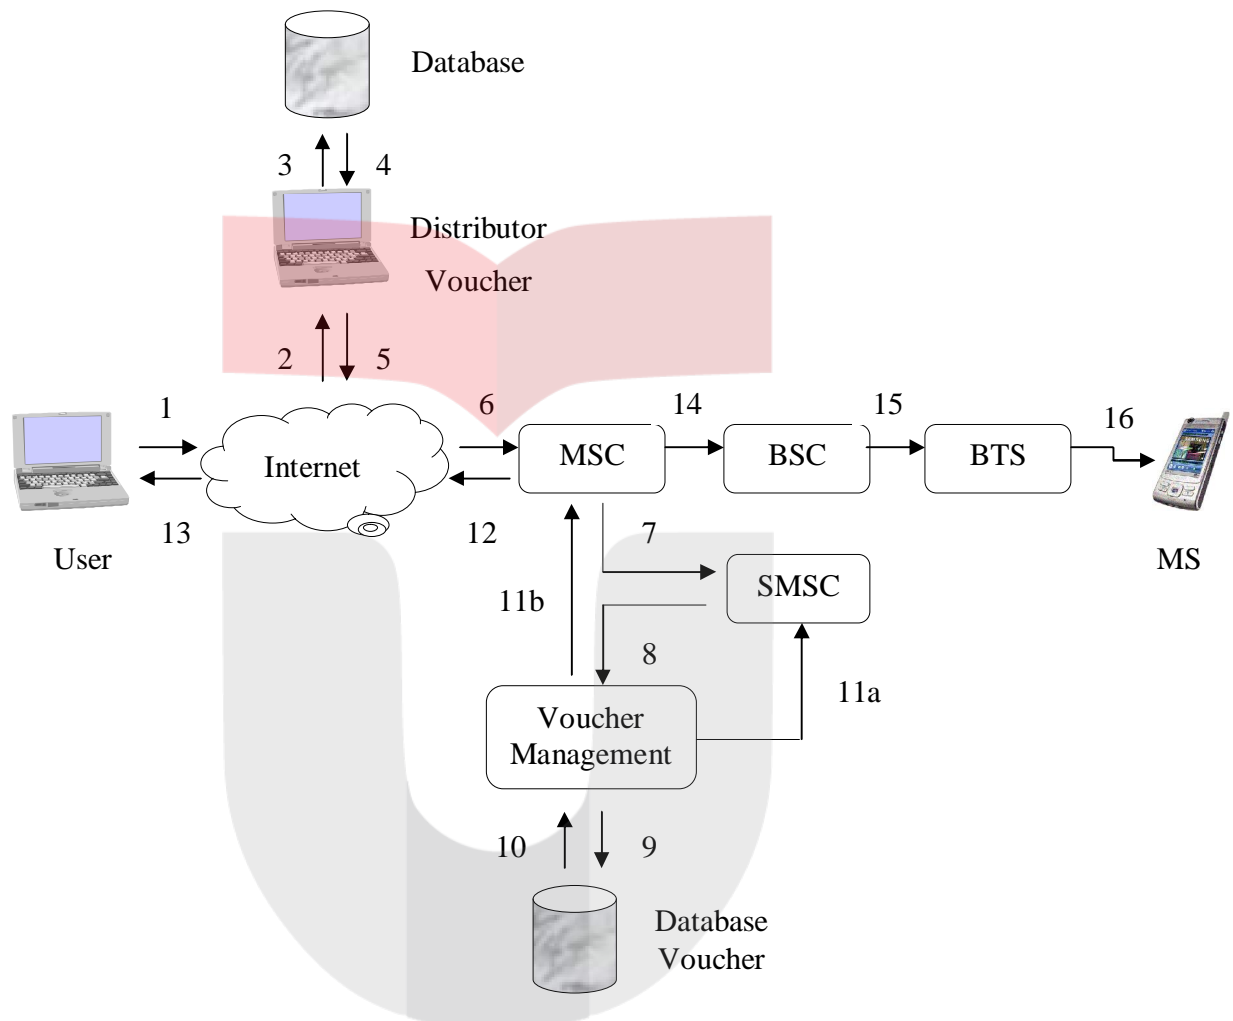 Database
3
4
Distributor
Voucher
2
5
1
6
14
15
16
Internet
MSC
BSC
BTS
13
12
7
User
MS
11b
SMSC
8
11a
Voucher
Management
10
9
Database
Voucher